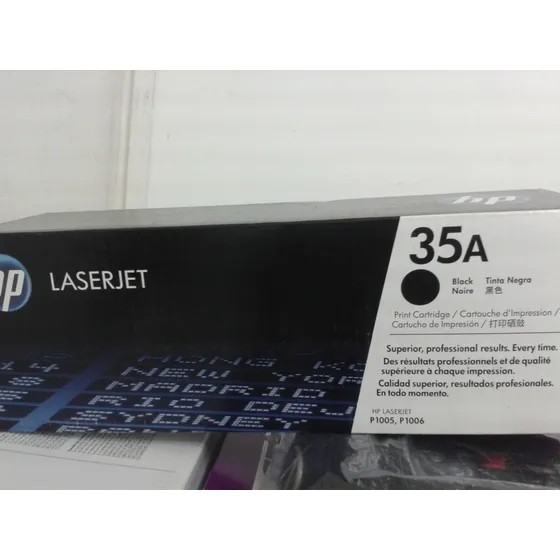 hp
hp
LASERJET
35A
Black Tinta Negra
Noire 黑色
Print Cartridge / Cartouche d'Impression /
Cartucho de Impresión / 打印硒鼓
Superior, professional results. Every time.
Des résultats professionnels et de qualité
supérieure à chaque impression.
Calidad superior, resultados profesionales.
En todo momento.
HP LASERJET
P1005, P1006